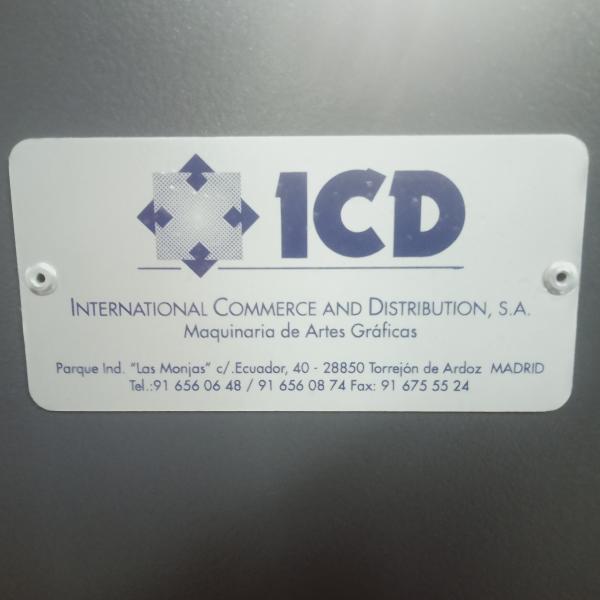 ICD
INTERNATIONAL COMMERCE AND DISTRIBUTION, S.A.
Maquinaria de Artes Gráficas
Parque Ind. "Las Monjas" c/.Ecuador, 40 - 28850 Torrejón de Ardoz MADRID
Tel.:91 656 06 48 / 91 656 08 74 Fax: 91 675 55 24